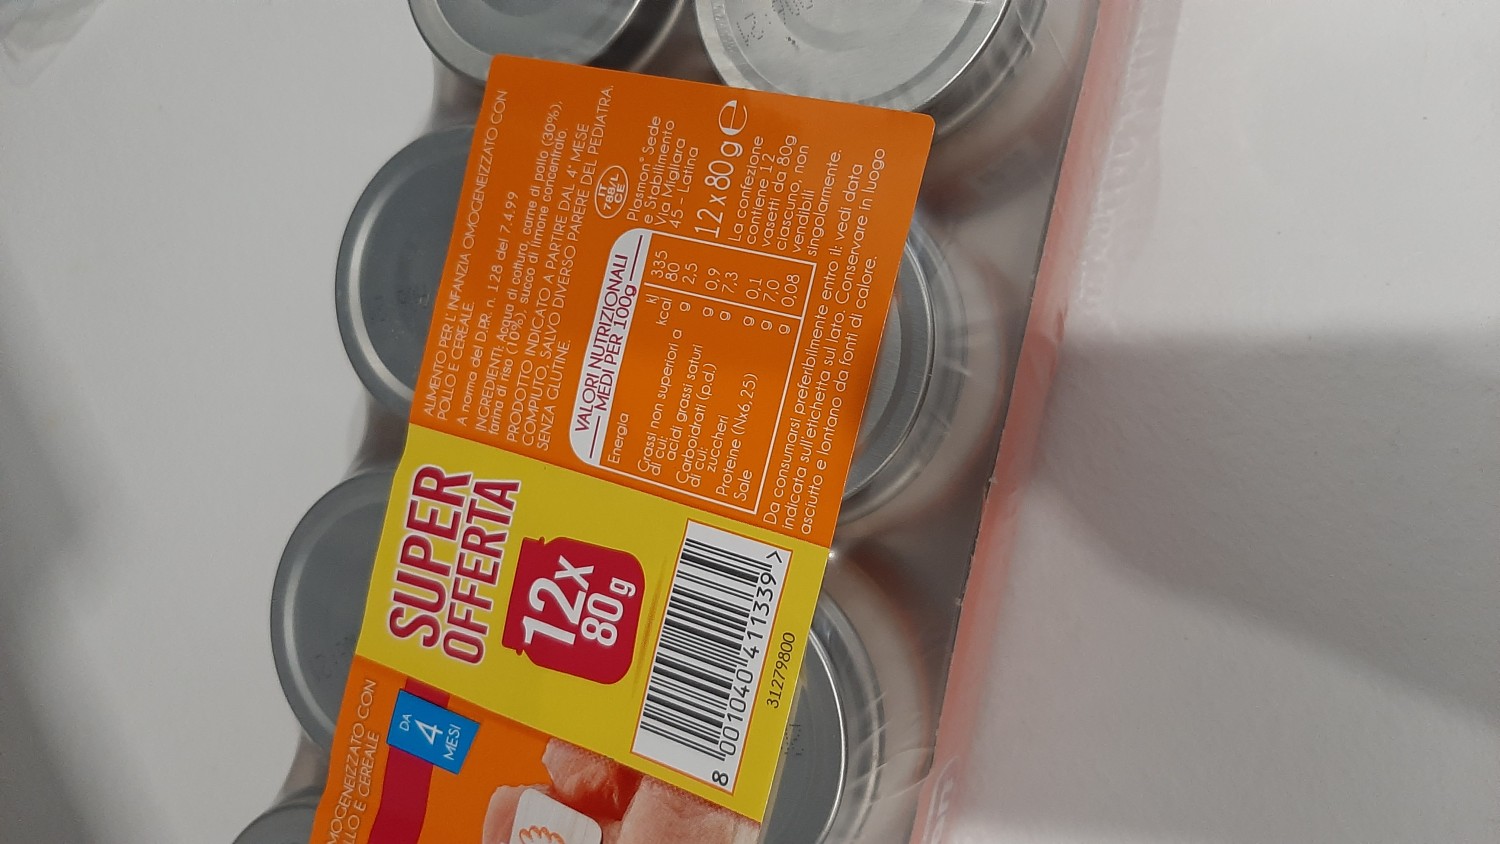 ALIMENTO PER L'INFANZIA OMOGENEIZZATO CON
POLLO E CEREALE
A norma del D.P.R. n. 128 del 7.4.99
INGREDIENTI: Acqua di cottura, carne di pollo (30%),
farina di riso (10%), succo di limone concentrato.
PRODOTTO INDICATO A PARTIRE DAL 4° MESE
COMPIUTO, SALVO DIVERSO PARERE DEL PEDIATRA.
SENZA GLUTINE.
VALORI NUTRIZIONALI
MEDI PER 100g
Energia kJ 335
kcal 80
Grassi non superiori a g 2,5
di cui:
acidi grassi saturi g 0,9
Carboidrati (p.d.) g 7,3
di cui:
zuccheri g 0,1
Proteine (Nx6,25) g 7,0
Sale g 0,08
IT
788/L
CE
Plasmon® Sede
e Stabilimento
Via Migliara
45 - Latina
12 x 80g e
La confezione
contiene 12
vasetti da 80g
ciascuno, non
vendibili
singolarmente.
Da consumarsi preferibilmente entro il: vedi data
indicata sull'etichetta sul lato. Conservare in luogo
asciutto e lontano da fonti di calore.
SUPER
OFFERTA
12x
80g
8 001040 411339 >
31279800
MOGENEIZZATO CON
LLO E CEREALE
DA
4
MESI